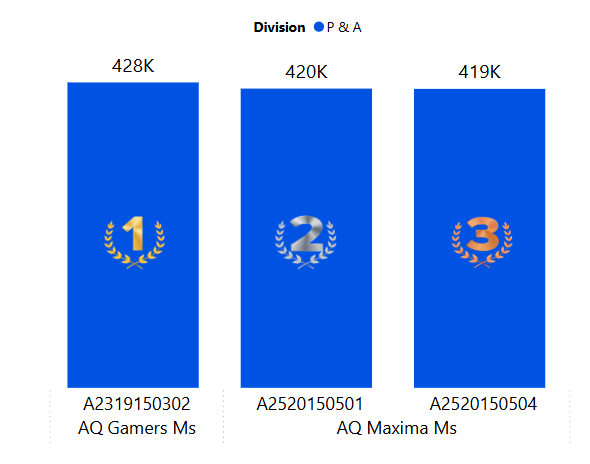 Division P & A
428K 420K 419K
1 2 3
A2319150302 A2520150501 A2520150504
AQ Gamers Ms AQ Maxima Ms